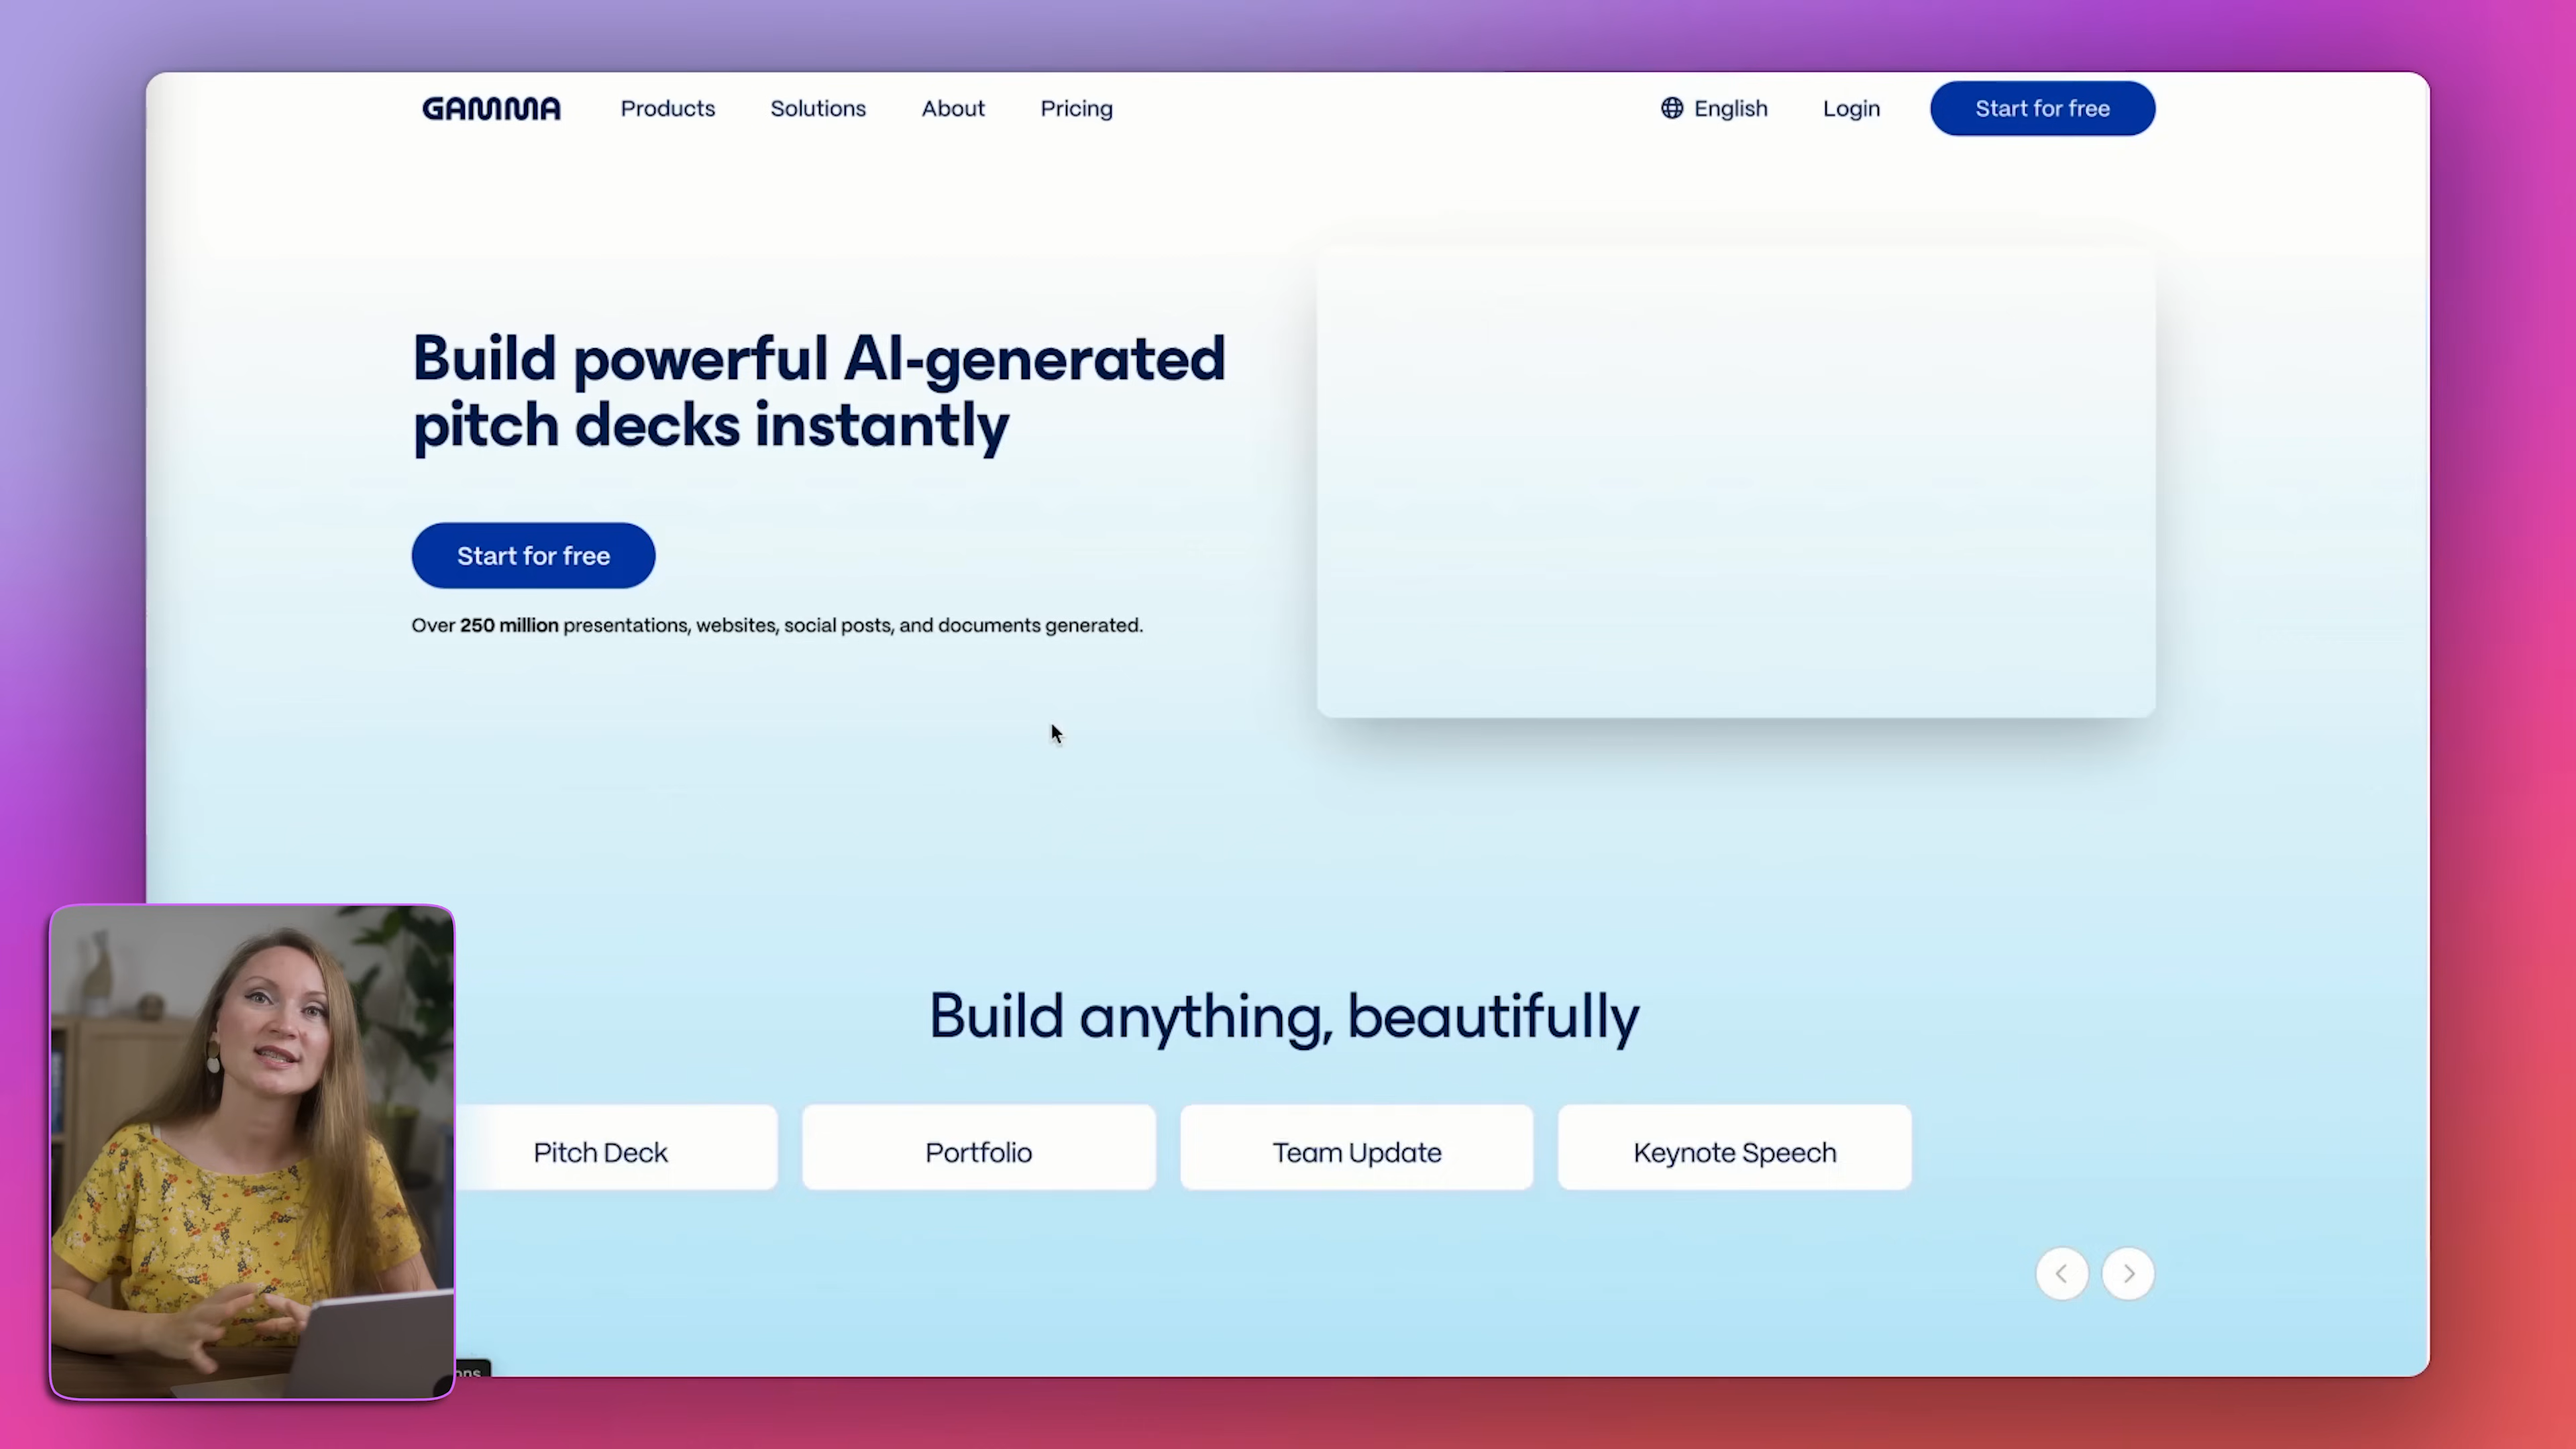 GAMMA Products Solutions About Pricing English Login Start for free
Build powerful AI-generated
pitch decks instantly
Start for free
Over 250 million presentations, websites, social posts, and documents generated.
Build anything, beautifully
Pitch Deck Portfolio Team Update Keynote Speech